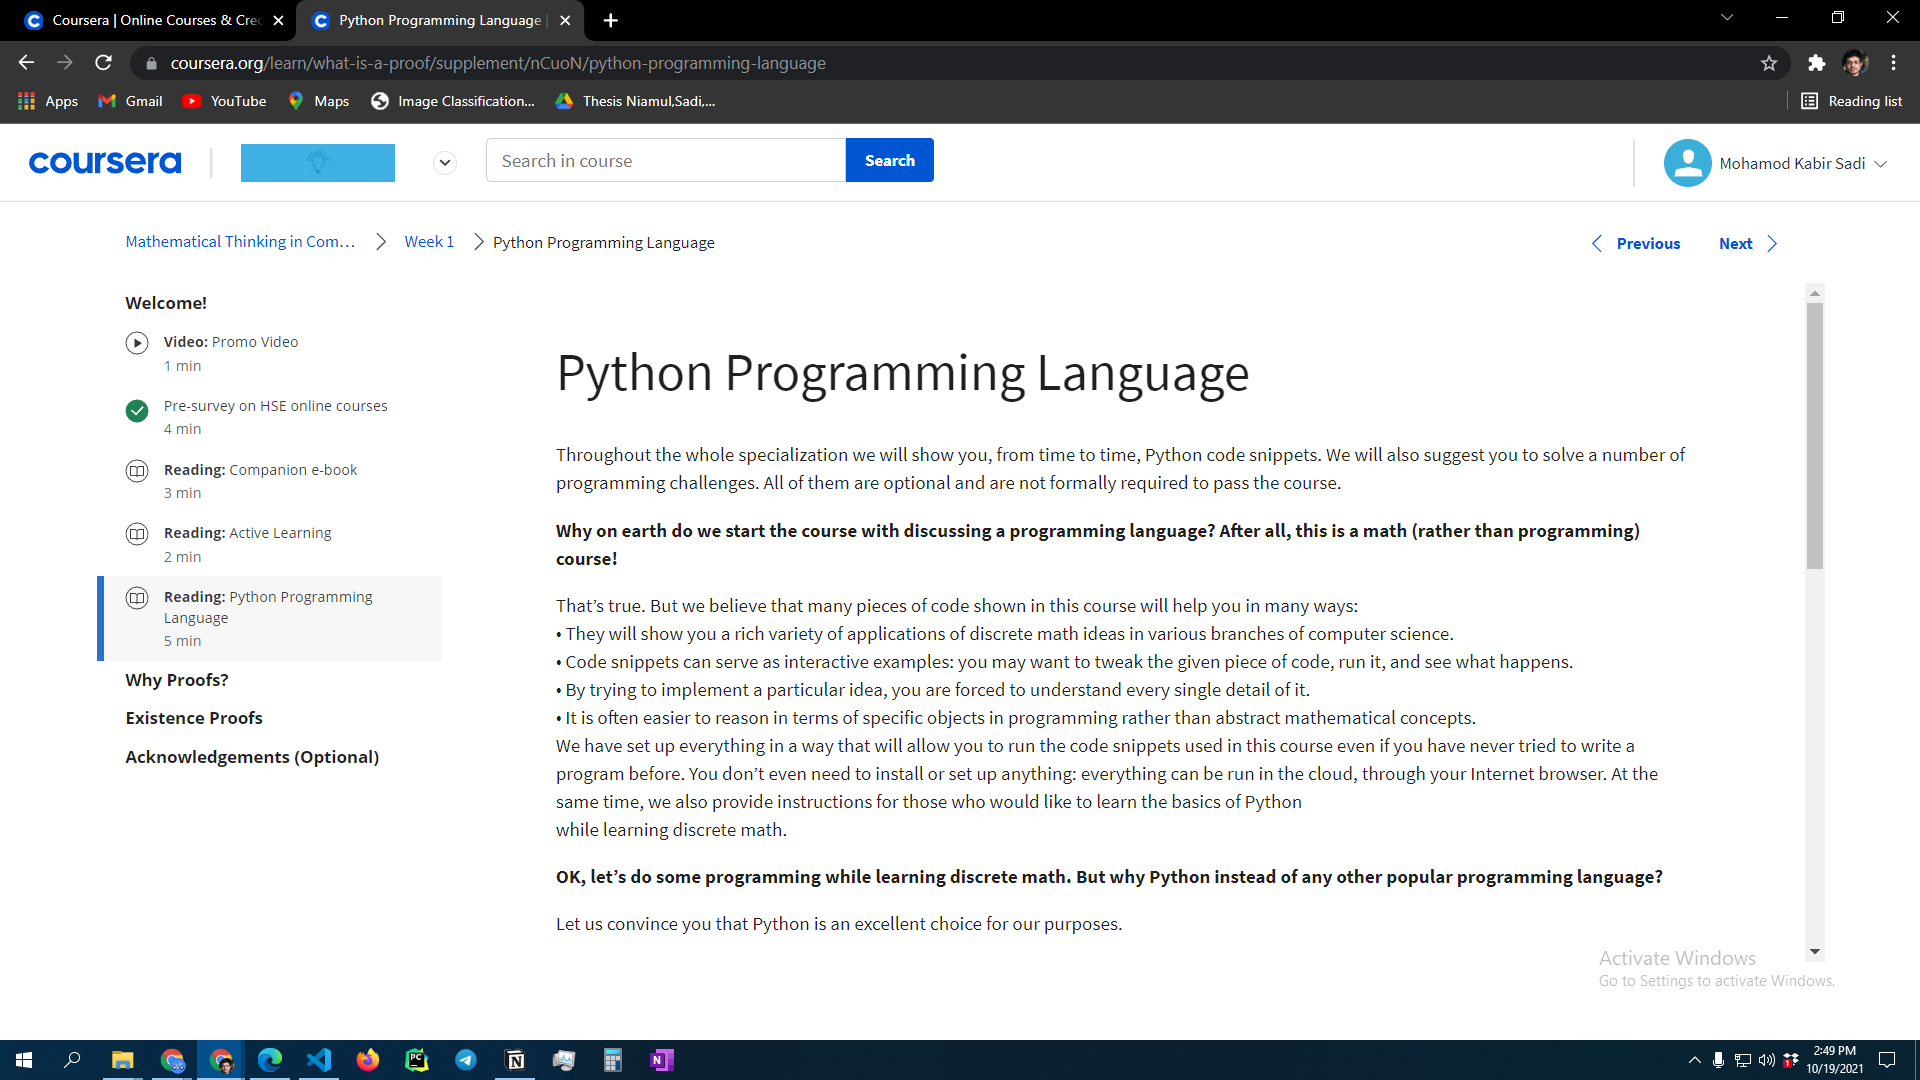 Coursera | Online Courses & Cre
Python Programming Language |
coursera.org/learn/what-is-a-proof/supplement/nCuoN/python-programming-language
Apps
Gmail
YouTube
Maps
Image Classification...
Thesis Niamul,Sadi,...
Reading list
coursera
Search in course
Search
Mohamod Kabir Sadi
Mathematical Thinking in Com…
Week 1
Python Programming Language
Previous
Next
Welcome!
Video: Promo Video
1 min
Pre-survey on HSE online courses
4 min
Reading: Companion e-book
3 min
Reading: Active Learning
2 min
Reading: Python Programming
Language
5 min
Why Proofs?
Existence Proofs
Acknowledgements (Optional)
Python Programming Language
Throughout the whole specialization we will show you, from time to time, Python code snippets. We will also suggest you to solve a number of
programming challenges. All of them are optional and are not formally required to pass the course.
Why on earth do we start the course with discussing a programming language? After all, this is a math (rather than programming)
course!
That’s true. But we believe that many pieces of code shown in this course will help you in many ways:
• They will show you a rich variety of applications of discrete math ideas in various branches of computer science.
• Code snippets can serve as interactive examples: you may want to tweak the given piece of code, run it, and see what happens.
• By trying to implement a particular idea, you are forced to understand every single detail of it.
• It is often easier to reason in terms of specific objects in programming rather than abstract mathematical concepts.
We have set up everything in a way that will allow you to run the code snippets used in this course even if you have never tried to write a
program before. You don’t even need to install or set up anything: everything can be run in the cloud, through your Internet browser. At the
same time, we also provide instructions for those who would like to learn the basics of Python
while learning discrete math.
OK, let’s do some programming while learning discrete math. But why Python instead of any other popular programming language?
Let us convince you that Python is an excellent choice for our purposes.
Activate Windows
Go to Settings to activate Windows.
2:49 PM
10/19/2021